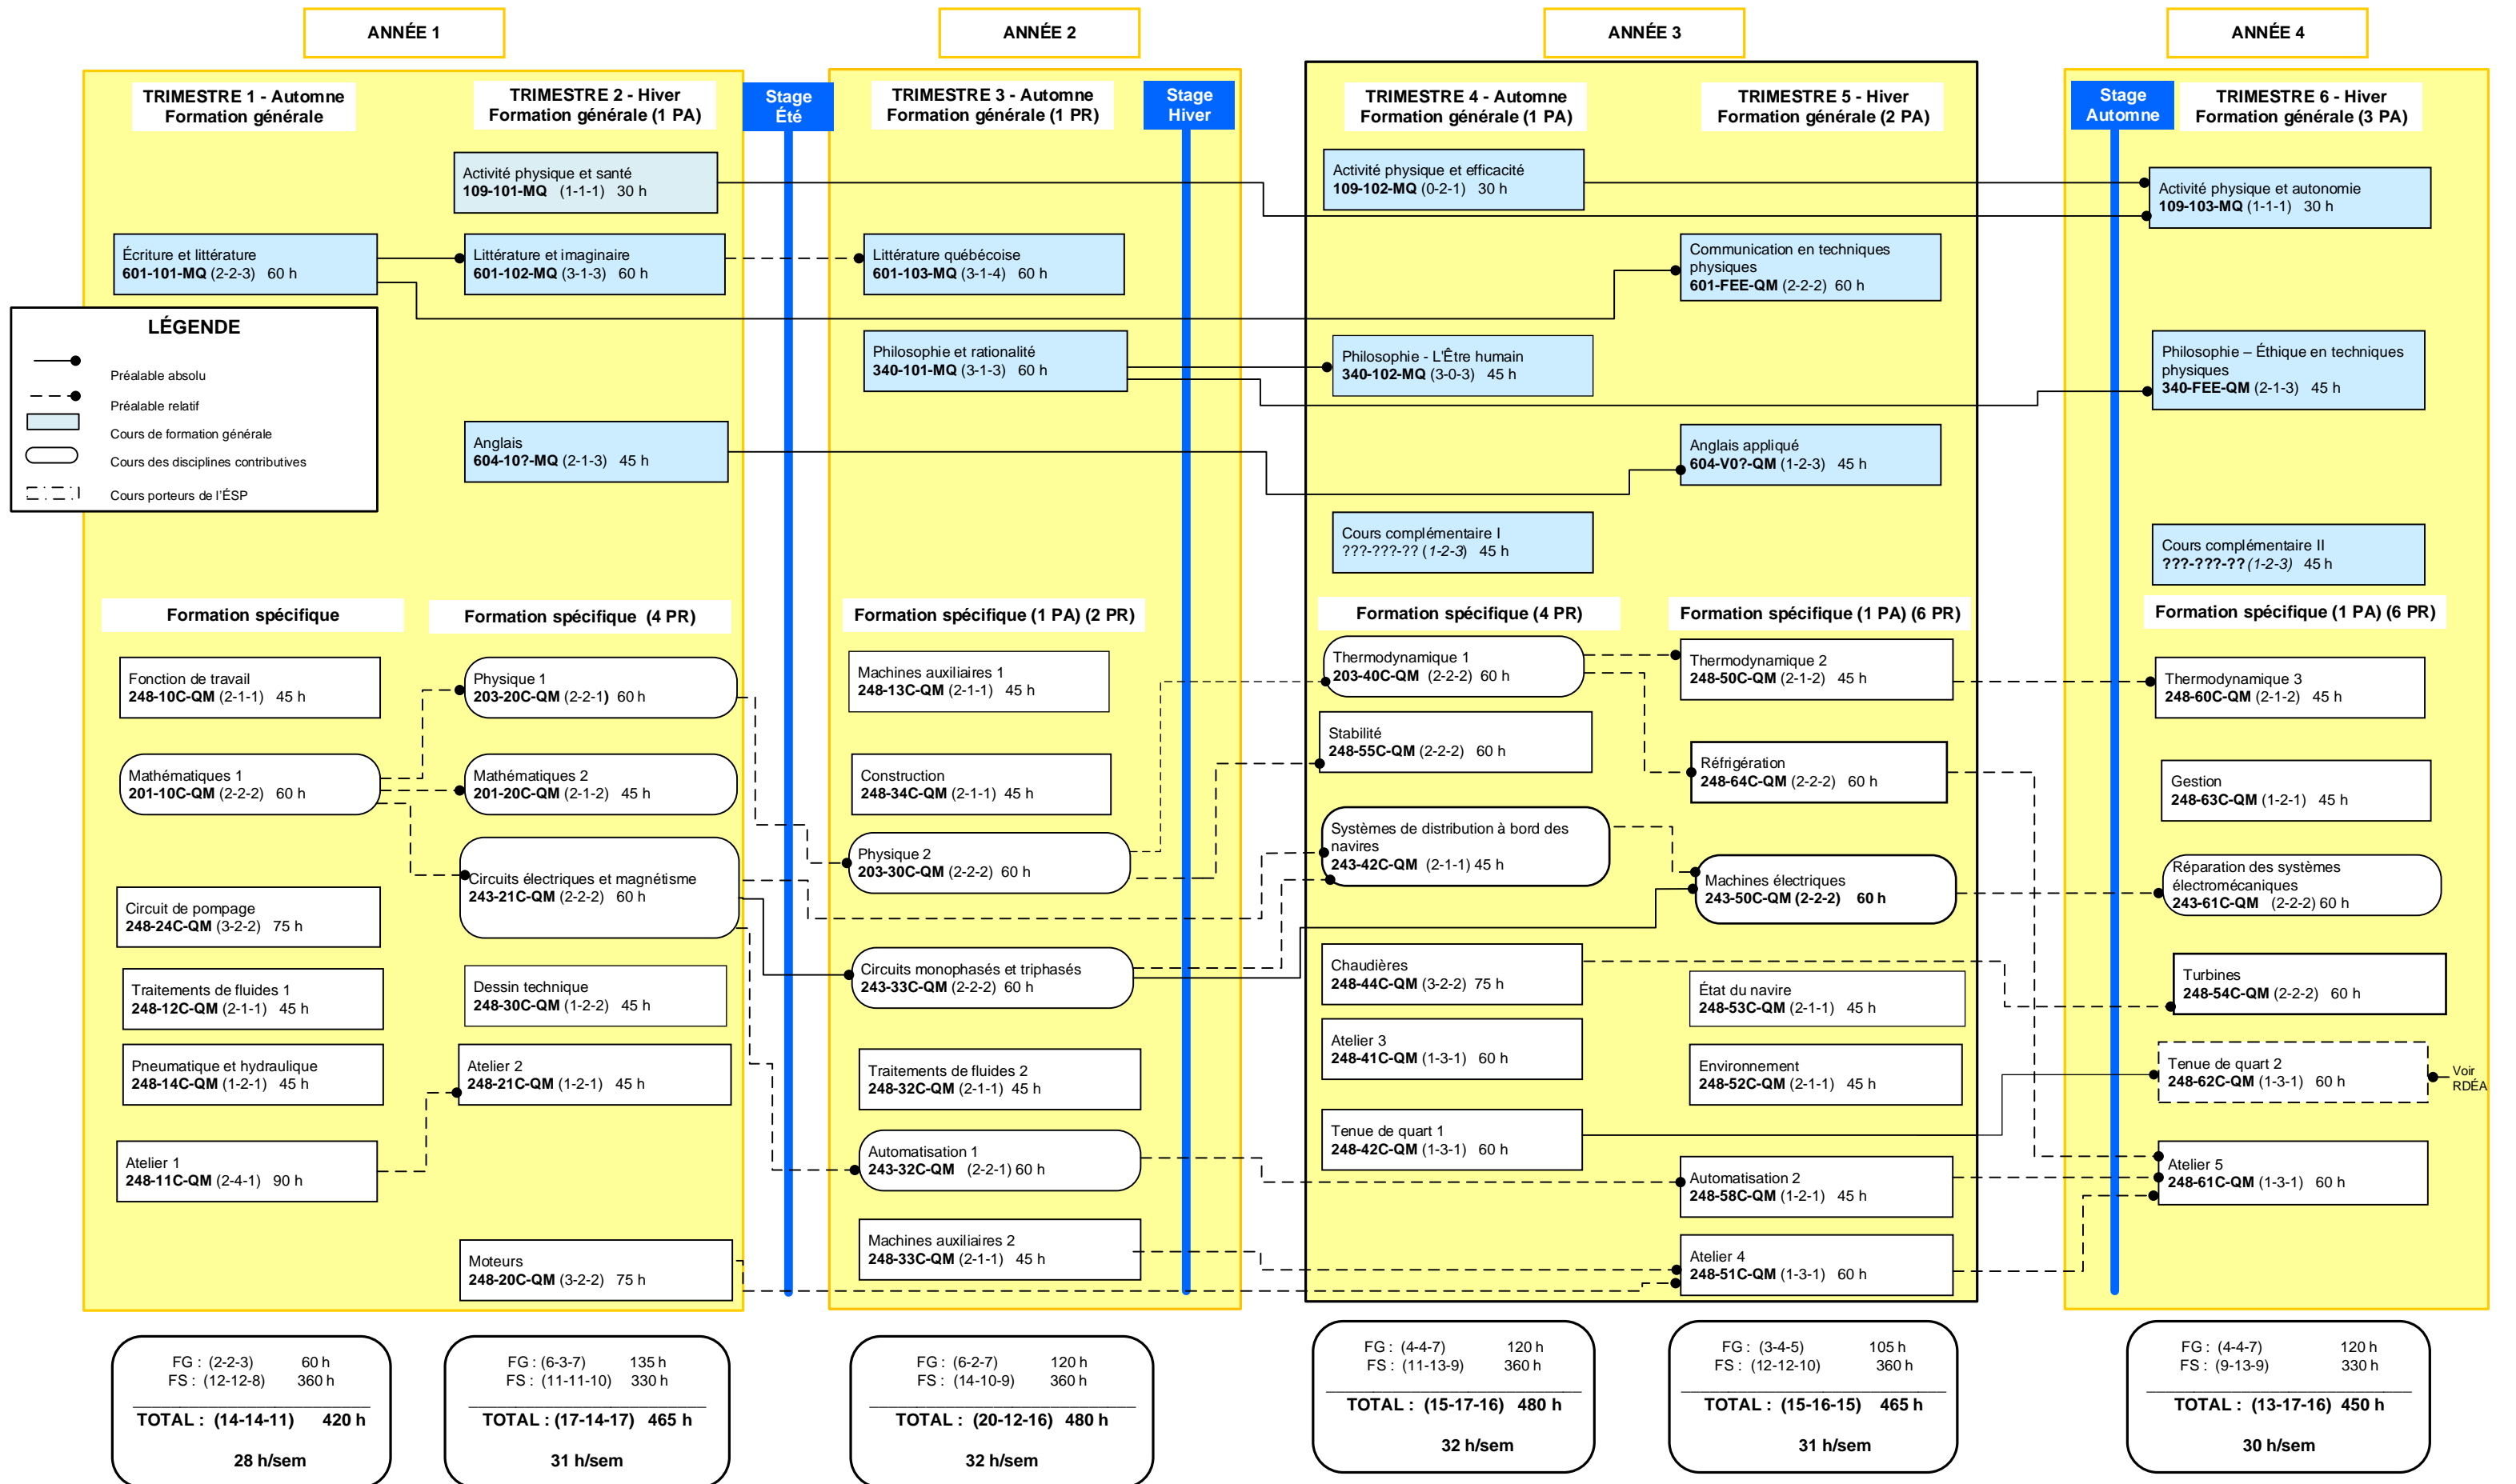 ANNÉE 1
ANNÉE 2
ANNÉE 3
ANNÉE 4
TRIMESTRE 1 - Automne
Formation générale
TRIMESTRE 2 - Hiver
Formation générale (1 PA)
Stage
Été
TRIMESTRE 3 - Automne
Formation générale (1 PR)
Stage
Hiver
TRIMESTRE 4 - Automne
Formation générale (1 PA)
TRIMESTRE 5 - Hiver
Formation générale (2 PA)
Stage
Automne
TRIMESTRE 6 - Hiver
Formation générale (3 PA)
Activité physique et santé
109-101-MQ (1-1-1) 30 h
Activité physique et efficacité
109-102-MQ (0-2-1) 30 h
Activité physique et autonomie
109-103-MQ (1-1-1) 30 h
Écriture et littérature
601-101-MQ (2-2-3) 60 h
Littérature et imaginaire
601-102-MQ (3-1-3) 60 h
Littérature québécoise
601-103-MQ (3-1-4) 60 h
Communication en techniques
physiques
601-FEE-QM (2-2-2) 60 h
LÉGENDE
Préalable absolu
Préalable relatif
Cours de formation générale
Cours des disciplines contributives
Cours porteurs de l'ÉSP
Philosophie et rationalité
340-101-MQ (3-1-3) 60 h
Philosophie - L'Être humain
340-102-MQ (3-0-3) 45 h
Philosophie – Éthique en techniques
physiques
340-FEE-QM (2-1-3) 45 h
Anglais
604-10?-MQ (2-1-3) 45 h
Anglais appliqué
604-V0?-QM (1-2-3) 45 h
Cours complémentaire I
???-???-?? (1-2-3) 45 h
Cours complémentaire II
???-???-?? (1-2-3) 45 h
Formation spécifique
Formation spécifique (4 PR)
Formation spécifique (1 PA) (2 PR)
Formation spécifique (4 PR)
Formation spécifique (1 PA) (6 PR)
Formation spécifique (1 PA) (6 PR)
Fonction de travail
248-10C-QM (2-1-1) 45 h
Physique 1
203-20C-QM (2-2-1) 60 h
Machines auxiliaires 1
248-13C-QM (2-1-1) 45 h
Thermodynamique 1
203-40C-QM (2-2-2) 60 h
Thermodynamique 2
248-50C-QM (2-1-2) 45 h
Thermodynamique 3
248-60C-QM (2-1-2) 45 h
Stabilité
248-55C-QM (2-2-2) 60 h
Mathématiques 1
201-10C-QM (2-2-2) 60 h
Mathématiques 2
201-20C-QM (2-1-2) 45 h
Construction
248-34C-QM (2-1-1) 45 h
Réfrigération
248-64C-QM (2-2-2) 60 h
Gestion
248-63C-QM (1-2-1) 45 h
Circuits électriques et magnétisme
243-21C-QM (2-2-2) 60 h
Physique 2
203-30C-QM (2-2-2) 60 h
Systèmes de distribution à bord des
navires
243-42C-QM (2-1-1) 45 h
Machines électriques
243-50C-QM (2-2-2) 60 h
Réparation des systèmes
électromécaniques
243-61C-QM (2-2-2) 60 h
Circuit de pompage
248-24C-QM (3-2-2) 75 h
Traitements de fluides 1
248-12C-QM (2-1-1) 45 h
Dessin technique
248-30C-QM (1-2-2) 45 h
Circuits monophasés et triphasés
243-33C-QM (2-2-2) 60 h
Chaudières
248-44C-QM (3-2-2) 75 h
État du navire
248-53C-QM (2-1-1) 45 h
Turbines
248-54C-QM (2-2-2) 60 h
Pneumatique et hydraulique
248-14C-QM (1-2-1) 45 h
Atelier 2
248-21C-QM (1-2-1) 45 h
Traitements de fluides 2
248-32C-QM (2-1-1) 45 h
Atelier 3
248-41C-QM (1-3-1) 60 h
Environnement
248-52C-QM (2-1-1) 45 h
Tenue de quart 2
248-62C-QM (1-3-1) 60 h
Voir
RDÉA
Atelier 1
248-11C-QM (2-4-1) 90 h
Automatisation 1
243-32C-QM (2-2-1) 60 h
Tenue de quart 1
248-42C-QM (1-3-1) 60 h
Automatisation 2
248-58C-QM (1-2-1) 45 h
Atelier 5
248-61C-QM (1-3-1) 60 h
Moteurs
248-20C-QM (3-2-2) 75 h
Machines auxiliaires 2
248-33C-QM (2-1-1) 45 h
Atelier 4
248-51C-QM (1-3-1) 60 h
FG : (2-2-3) 60 h
FS : (12-12-8) 360 h
TOTAL : (14-14-11) 420 h
28 h/sem
FG : (6-3-7) 135 h
FS : (11-11-10) 330 h
TOTAL : (17-14-17) 465 h
31 h/sem
FG : (6-2-7) 120 h
FS : (14-10-9) 360 h
TOTAL : (20-12-16) 480 h
32 h/sem
FG : (4-4-7) 120 h
FS : (11-13-9) 360 h
TOTAL : (15-17-16) 480 h
32 h/sem
FG : (3-4-5) 105 h
FS : (12-12-10) 360 h
TOTAL : (15-16-15) 465 h
31 h/sem
FG : (4-4-7) 120 h
FS : (9-13-9) 330 h
TOTAL : (13-17-16) 450 h
30 h/sem